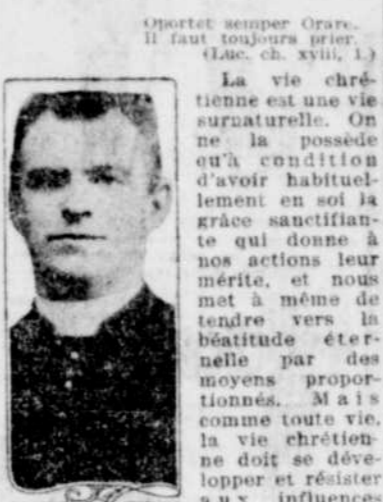 Oportet semper Orare.
Il faut toujours prier.
(Luc. ch. xviii, 1.)
La vie chré-
tienne est une vie
surnaturelle. On
ne la possède
qu'à condition
d'avoir habituel-
lement en soi la
grâce sanctifian-
te qui donne à
nos actions leur
mérite, et nous
met à même de
tendre vers la
béatitude éter-
nelle par des
moyens propor-
tionnés. Mais
comme toute vie,
la vie chrétien-
ne doit se déve-
lopper et résister
aux influence